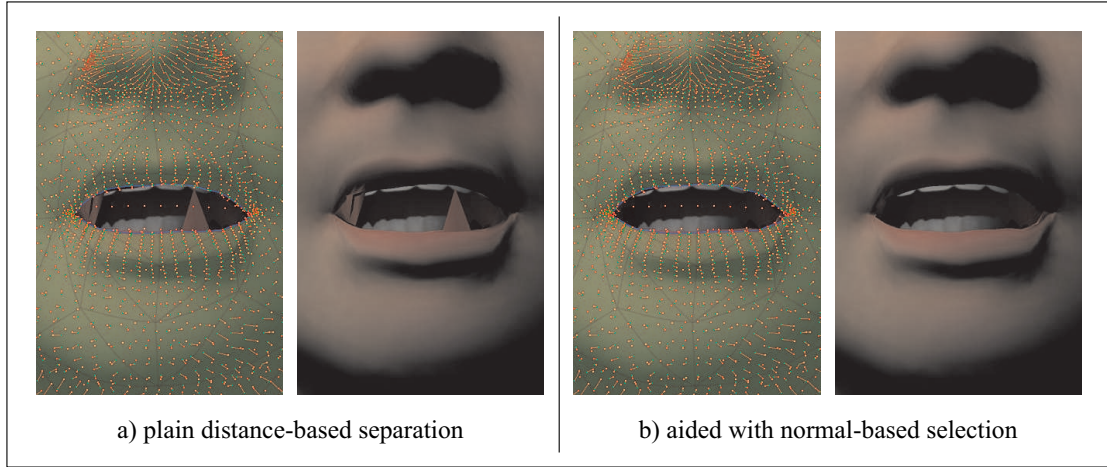 a) plain distance-based separation
b) aided with normal-based selection